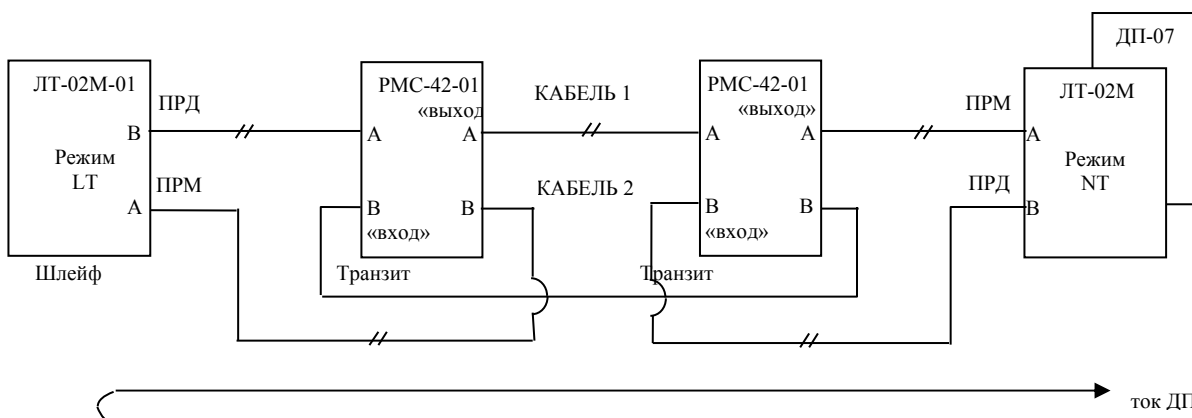 ДП-07
ЛТ-02М-01
ПРД
В
Режим
LT
ПРМ
А
Шлейф
РМС-42-01
«выход
А
А
В
В
«вход»
Транзит
КАБЕЛЬ 1
КАБЕЛЬ 2
РМС-42-01
«выход»
А
А
В
В
«вход»
Транзит
ПРМ
ПРД
ЛТ-02М
А
Режим
NT
В
ток ДП